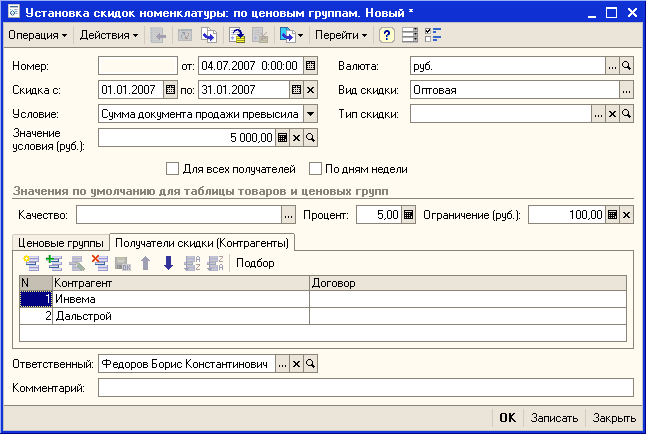 Установка скидок номенклатуры: по ценовым группам. Новый *
Операция Действия Перейти ?
Номер: от: 04.07.2007 0:00:00 Валюта: руб.
Скидка с: 01.01.2007 по: 31.01.2007 Вид скидки: Оптовая
Условие: Сумма документа продажи превысила Тип скидки:
Значение
условия (руб.): 5 000,00
Для всех получателей По дням недели
Значения по умолчанию для таблицы товаров и ценовых групп
Качество: Процент: 5,00 Ограничение (руб.): 100,00
Ценовые группы Получатели скидки (Контрагенты)
Подбор
N Контрагент Договор
1 Инвема
2 Дальстрой
Ответственный: Федоров Борис Константинович
Комментарий:
OK Записать Закрыть